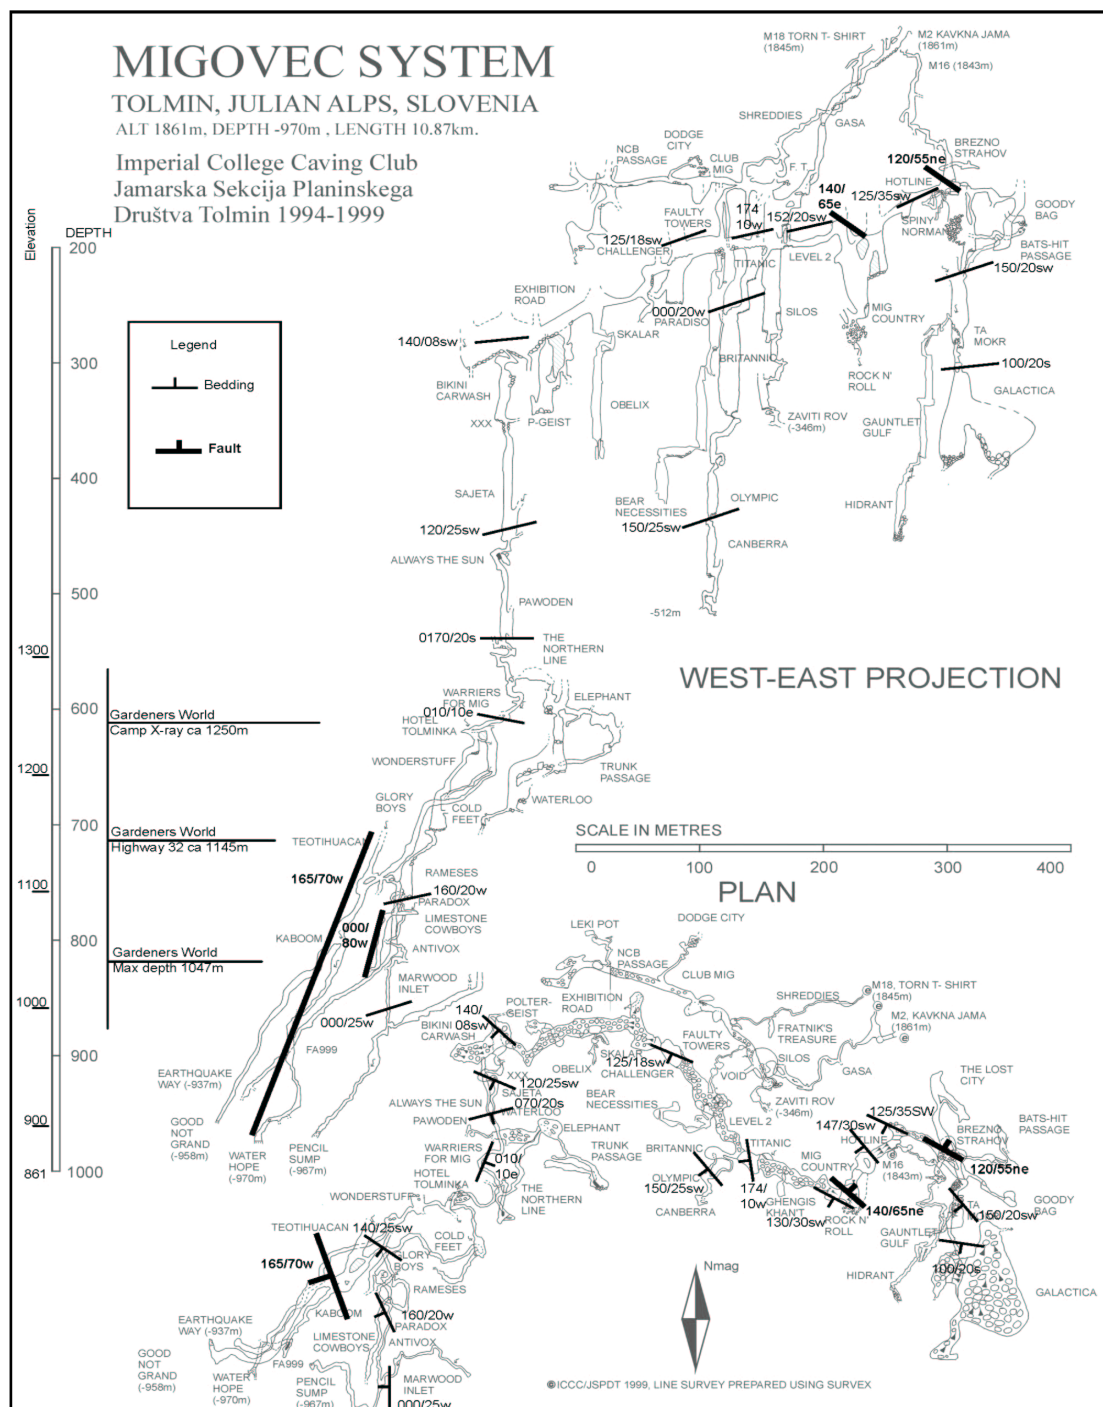 MIGOVEC SYSTEM
TOLMIN, JULIAN ALPS, SLOVENIA
ALT 1861m, DEPTH -970m , LENGTH 10.87km.
Imperial College Caving Club
Jamarska Sekcija Planinskega
Društva Tolmin 1994-1999
M18 TORN T- SHIRT
(1845m)
M2 KAVKNA JAMA
(1861m)
M16 (1843m)
SHREDDIES
GASA
DODGE
CITY
NCB
PASSAGE
CLUB
MIG
F. T.
BREZNO
STRAHOV
120/55ne
HOTLINE
125/35sw
140/
65e
GOODY
BAG
SPINY
NORMAN
BATS-HIT
PASSAGE
150/20sw
FAULTY
TOWERS
174
10w
152/20sw
125/18sw
CHALLENGER
TITANIC
LEVEL 2
Elevation
DEPTH
200
300
400
500
600
700
800
900
1000
1300
1200
1100
1000
900
861
Legend
Bedding
Fault
EXHIBITION
ROAD
000/20w
PARADISO
SILOS
MIG
COUNTRY
TA
MOKR
140/08sw
SKALAR
BRITANNIC
ROCK N'
ROLL
100/20s
GALACTICA
BIKINI
CARWASH
XXX
P-GEIST
OBELIX
ZAVITI ROV
(-346m)
GAUNTLET
GULF
SAJETA
BEAR
NECESSITIES
OLYMPIC
150/25sw
HIDRANT
120/25sw
CANBERRA
ALWAYS THE SUN
PAWODEN
-512m
0170/20s
THE
NORTHERN
LINE
WEST-EAST PROJECTION
WARRIERS
FOR MIG
ELEPHANT
010/10e
HOTEL
TOLMINKA
Gardeners World
Camp X-ray ca 1250m
WONDERSTUFF
TRUNK
PASSAGE
GLORY
BOYS
COLD
FEET
WATERLOO
Gardeners World
Highway 32 ca 1145m
TEOTIHUACAN
SCALE IN METRES
0
100
200
300
400
165/70w
RAMESES
160/20w
PARADOX
PLAN
000/
80w
LIMESTONE
COWBOYS
KABOOM
ANTIVOX
Gardeners World
Max depth 1047m
MARWOOD
INLET
000/25w
FA999
EARTHQUAKE
WAY (-937m)
GOOD
NOT
GRAND
(-958m)
WATER
HOPE
(-970m)
PENCIL
SUMP
(-967m)
LEKI POT
DODGE CITY
NCB
PASSAGE
CLUB MIG
POLTER-
GEIST
EXHIBITION
ROAD
SHREDDIES
M18, TORN T- SHIRT
(1845m)
M2, KAVKNA JAMA
(1861m)
140/
08sw
BIKINI
CARWASH
FRATNIK'S
TREASURE
FAULTY
TOWERS
SKALAR
125/18sw
CHALLENGER
SILOS
GASA
VOID
OBELIX
XXX
120/25sw
SAJETA
THE LOST
CITY
ALWAYS THE SUN
070/20s
WATERLOO
PAWODEN
BEAR
NECESSITIES
ZAVITI ROV
(-346m)
125/35SW
BATS-HIT
PASSAGE
ELEPHANT
LEVEL 2
147/30sw
HOTLINE
BREZNO
STRAHOV
WARRIERS
FOR MIG
010/
10e
TRUNK
PASSAGE
BRITANNIC
TITANIC
MIG
COUNTRY
M16
(1843m)
120/55ne
HOTEL
TOLMINKA
OLYMPIC
150/25sw
CANBERRA
174/
10w
GHENGIS
KHAN'T
130/30sw
ROCK N'
ROLL
140/65ne
TA
150/20sw
GOODY
BAG
WONDERSTUFF
THE
NORTHERN
LINE
TEOTIHUACAN
140/25sw
GLORY
BOYS
COLD
FEET
GAUNTLET
GULF
100/20s
165/70w
RAMESES
HIDRANT
GALACTICA
Nmag
KABOOM
160/20w
PARADOX
EARTHQUAKE
WAY (-937m)
LIMESTONE
COWBOYS
ANTIVOX
GOOD
NOT
GRAND
(-958m)
FA999
WATER
HOPE
(-970m)
PENCIL
SUMP
(-967m)
MARWOOD
INLET
000/25w
@ICCC/JSPDT 1999, LINE SURVEY PREPARED USING SURVEX